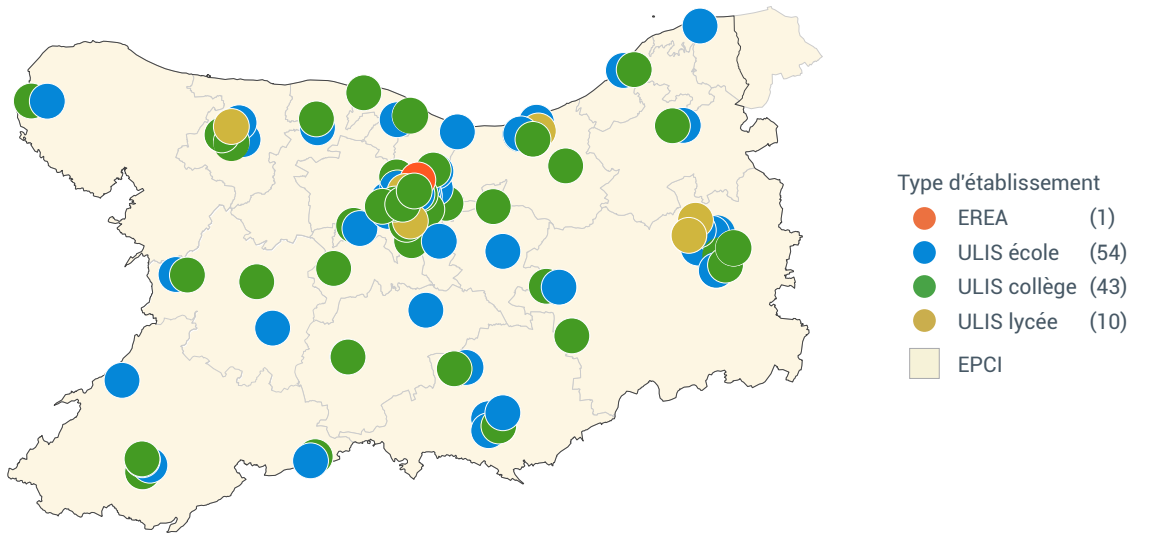 Type d'établissement
EREA (1)
ULIS école (54)
ULIS collège (43)
ULIS lycée (10)
EPCI